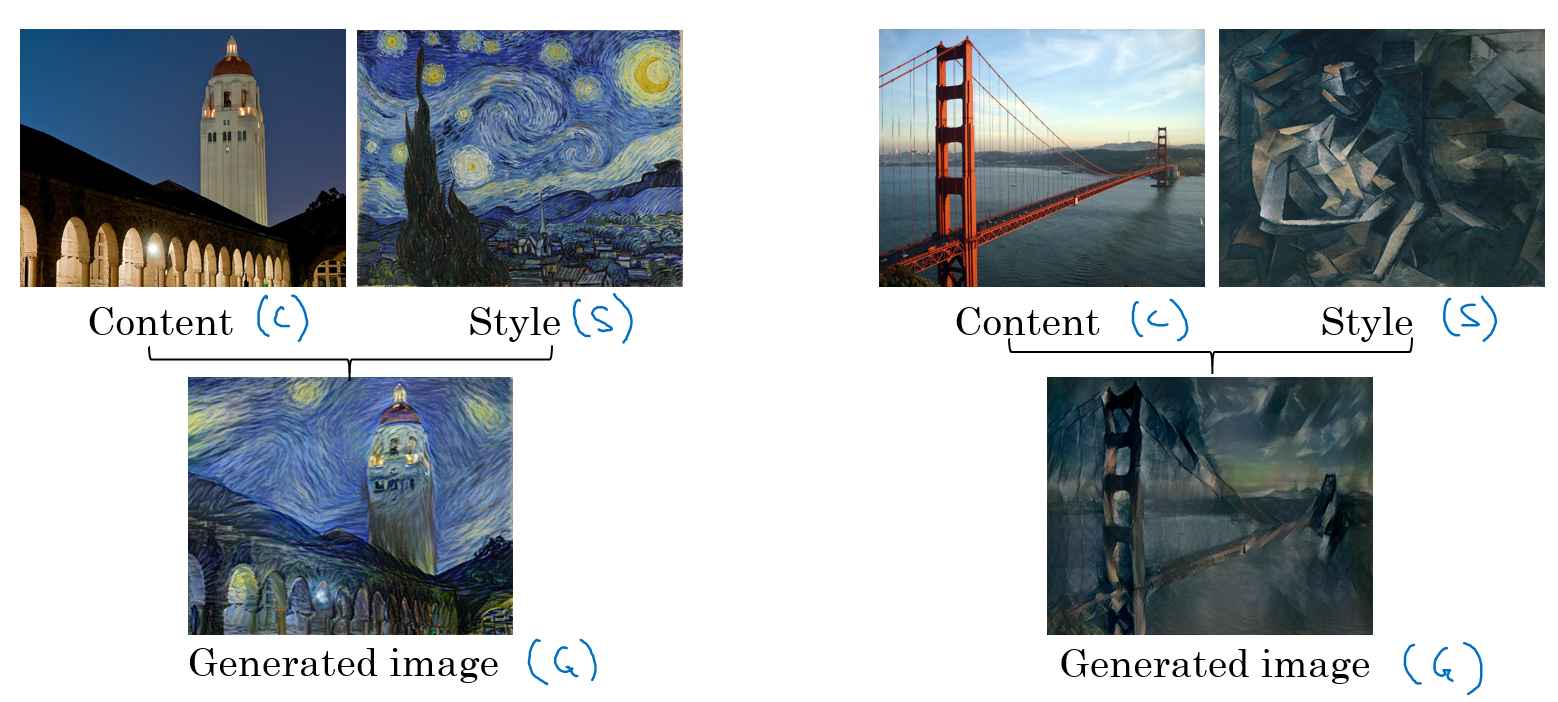 Content (C) Style (S)
Generated image (G)
Content (C) Style (S)
Generated image (G)